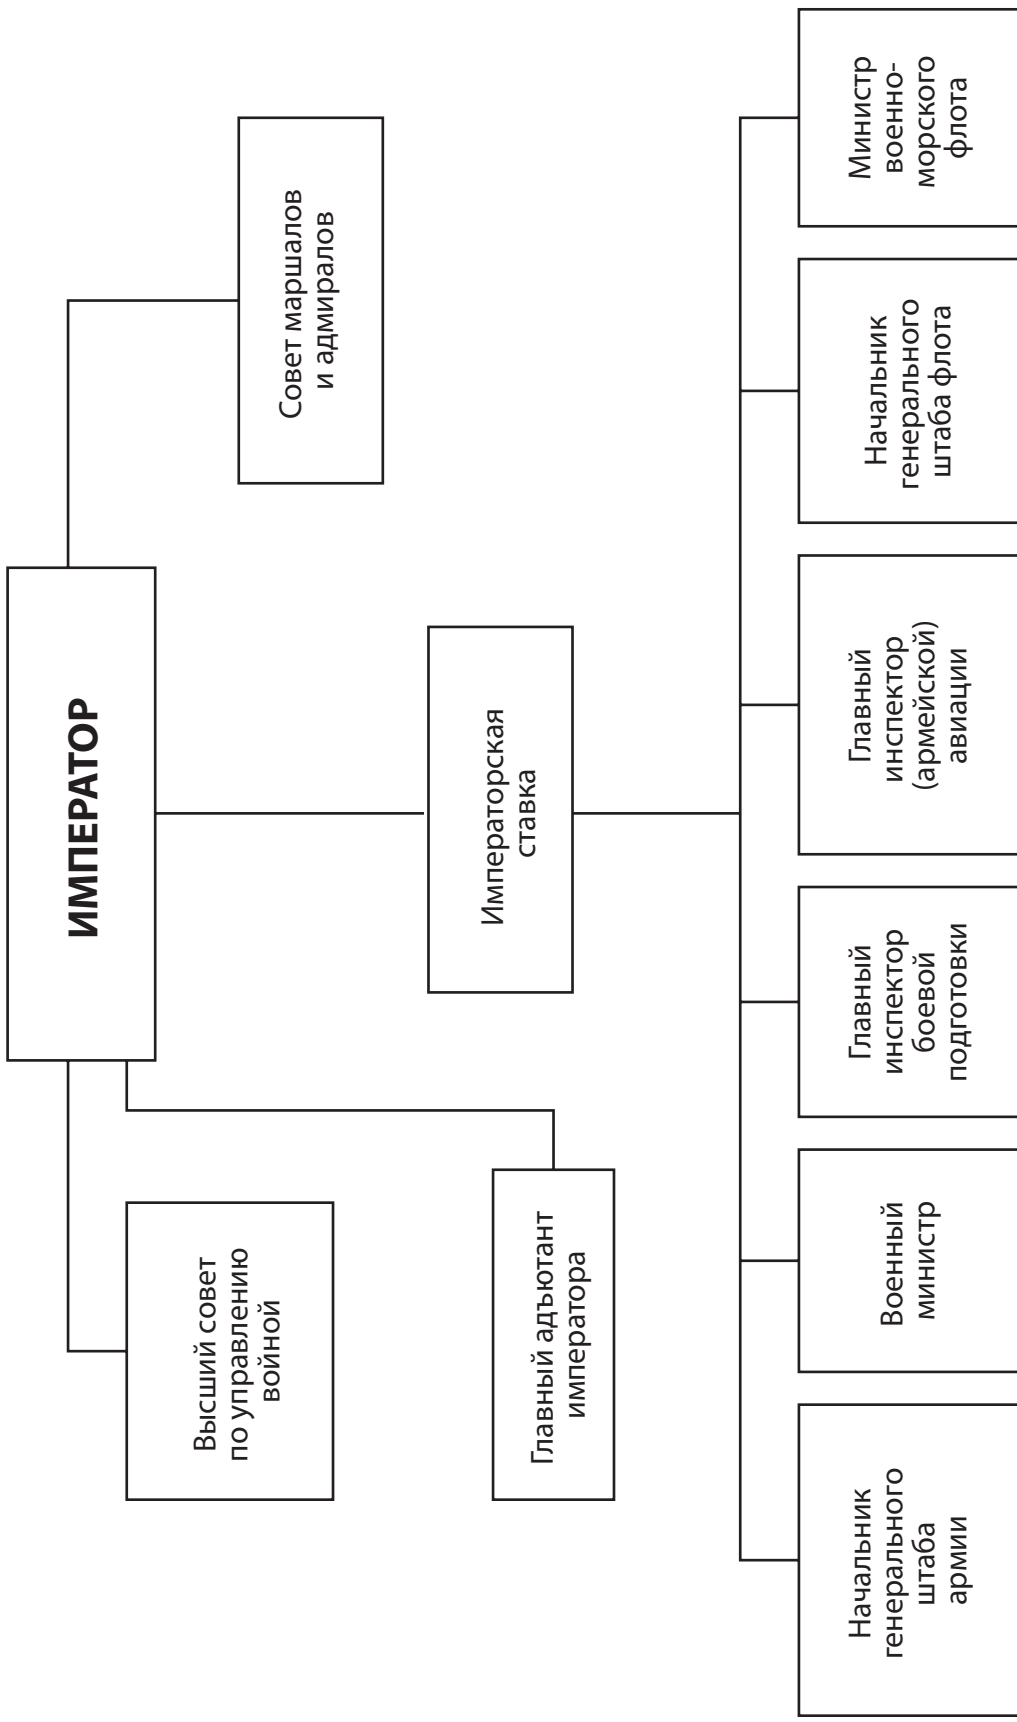 ИМПЕРАТОР
Высший совет
по управлению
войной
Совет маршалов
и адмиралов
Главный адъютант
императора
Императорская
ставка
Начальник
генерального
штаба
армии
Военный
министр
Главный
инспектор
боевой
подготовки
Главный
инспектор
(армейской)
авиации
Начальник
генерального
штаба флота
Министр
военно-
морского
флота